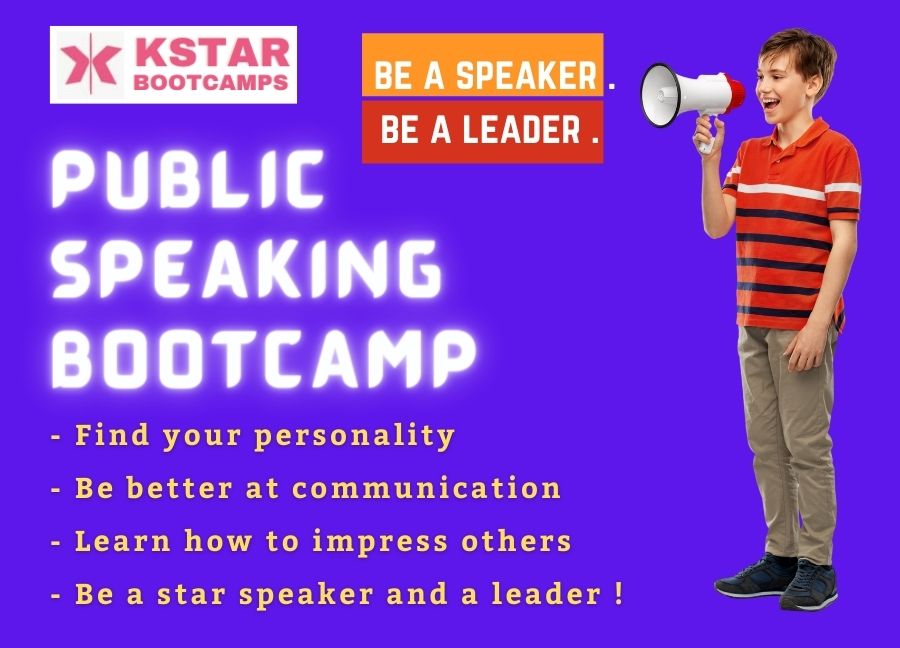 KSTAR
BOOTCAMPS
BE A SPEAKER .
BE A LEADER .
PUBLIC
SPEAKING
BOOTCAMP
- Find your personality
- Be better at communication
- Learn how to impress others
- Be a star speaker and a leader !